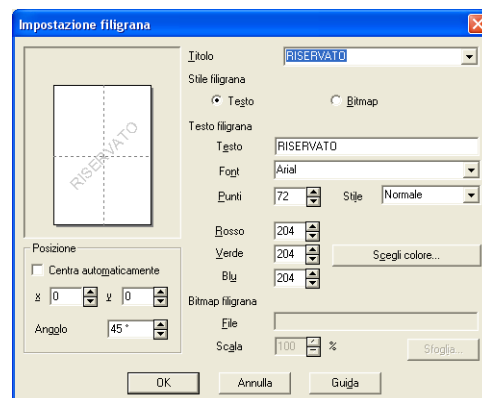 Impostazione filigrana
RISERVATO
Titolo RISERVATO
Stile filigrana
Testo Bitmap
Testo filigrana
Testo RISERVATO
Font Arial
Punti 72 Stile Normale
Rosso 204
Verde 204 Scegli colore...
Blu 204
Posizione
Centra automaticamente
x 0 y 0
Angolo 45 °
Bitmap filigrana
File
Scala 100 % Sfoglia...
OK Annulla Guida